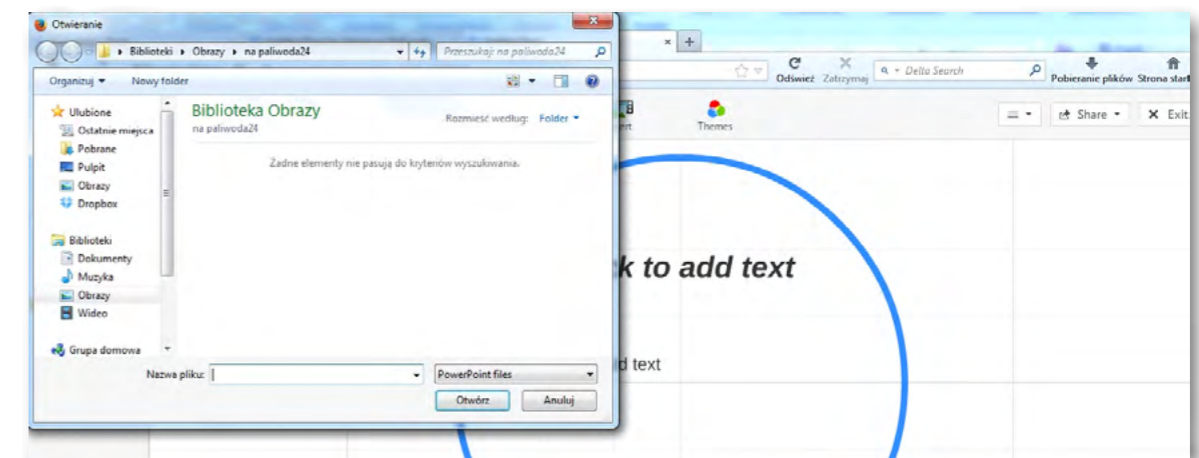 Otwieranie
Biblioteki ▸ Obrazy ▸ na paliwoda24
Przeszukaj: na paliwoda24
Organizuj
Nowy folder
Ulubione
Ostatnie miejsca
Pobrane
Pulpit
Obrazy
Dropbox
Biblioteki
Dokumenty
Muzyka
Obrazy
Wideo
Grupa domowa
Biblioteka Obrazy
na paliwoda24
Rozmieść według: Folder
Żadne elementy nie pasują do kryteriów wyszukiwania.
Nazwa pliku:
PowerPoint files
Otwórz
Anuluj
Odśwież Zatrzymaj
Delta Search
Pobieranie plików Strona start
Themes
Share
Exit
k to add text
d text